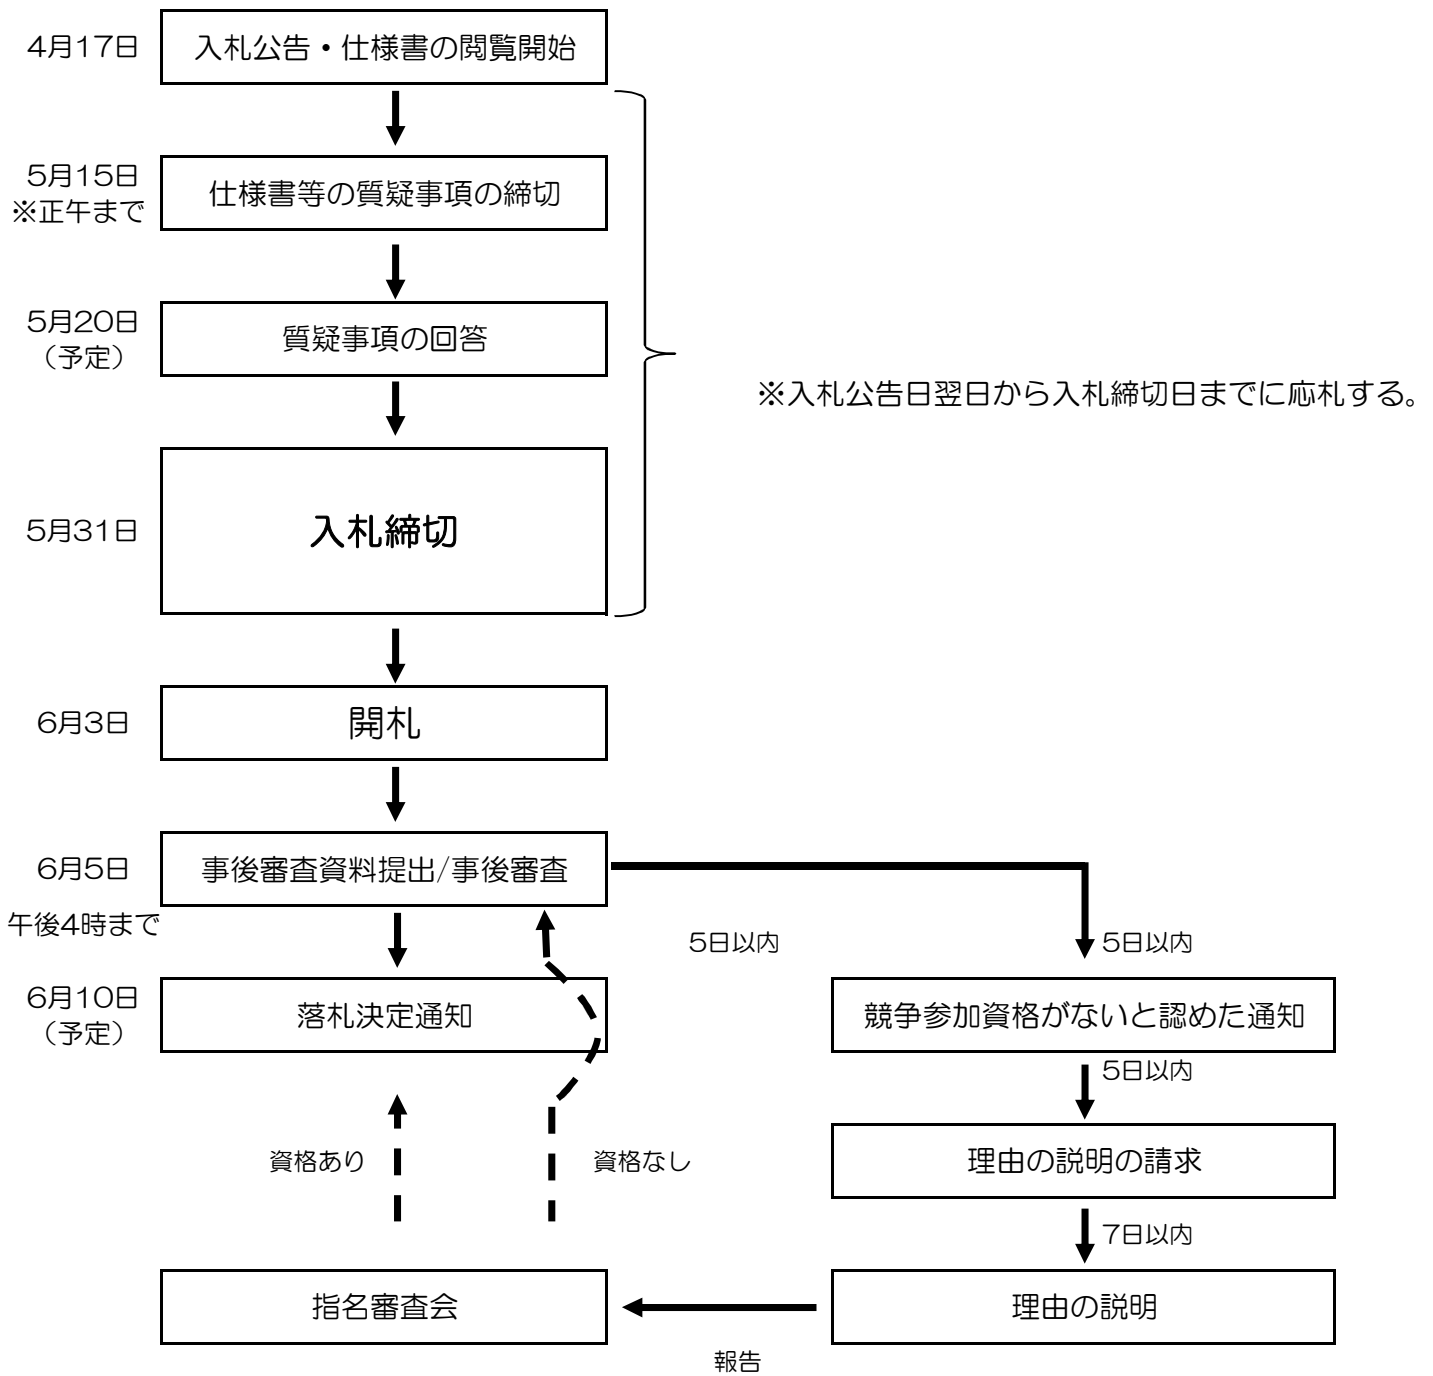 4月17日
入札公告・仕様書の閲覧開始
5月15日
※正午まで
仕様書等の質疑事項の締切
5月20日
（予定）
質疑事項の回答
※入札公告日翌日から入札締切日までに応札する。
5月31日
入札締切
6月3日
開札
6月5日
午後4時まで
事後審査資料提出/事後審査
5日以内
5日以内
6月10日
（予定）
落札決定通知
競争参加資格がないと認めた通知
5日以内
資格あり
資格なし
理由の説明の請求
7日以内
指名審査会
理由の説明
報告